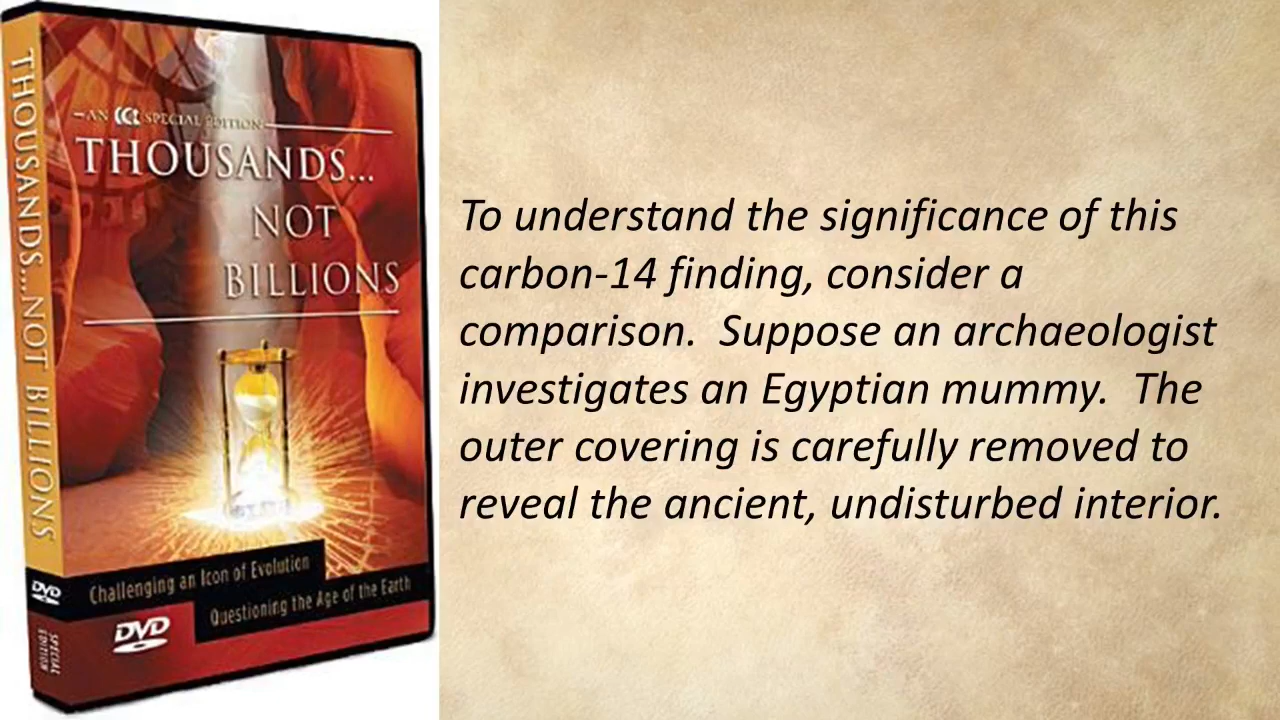 THOUSANDS...NOT BILLIONS
DVD
SPECIAL
EDITION
AN ICR SPECIAL EDITION
THOUSANDS...
NOT
BILLIONS
Challenging an Icon of Evolution
Questioning the Age of the Earth
DVD
To understand the significance of this
carbon-14 finding, consider a
comparison.  Suppose an archaeologist
investigates an Egyptian mummy.  The
outer covering is carefully removed to
reveal the ancient, undisturbed interior.